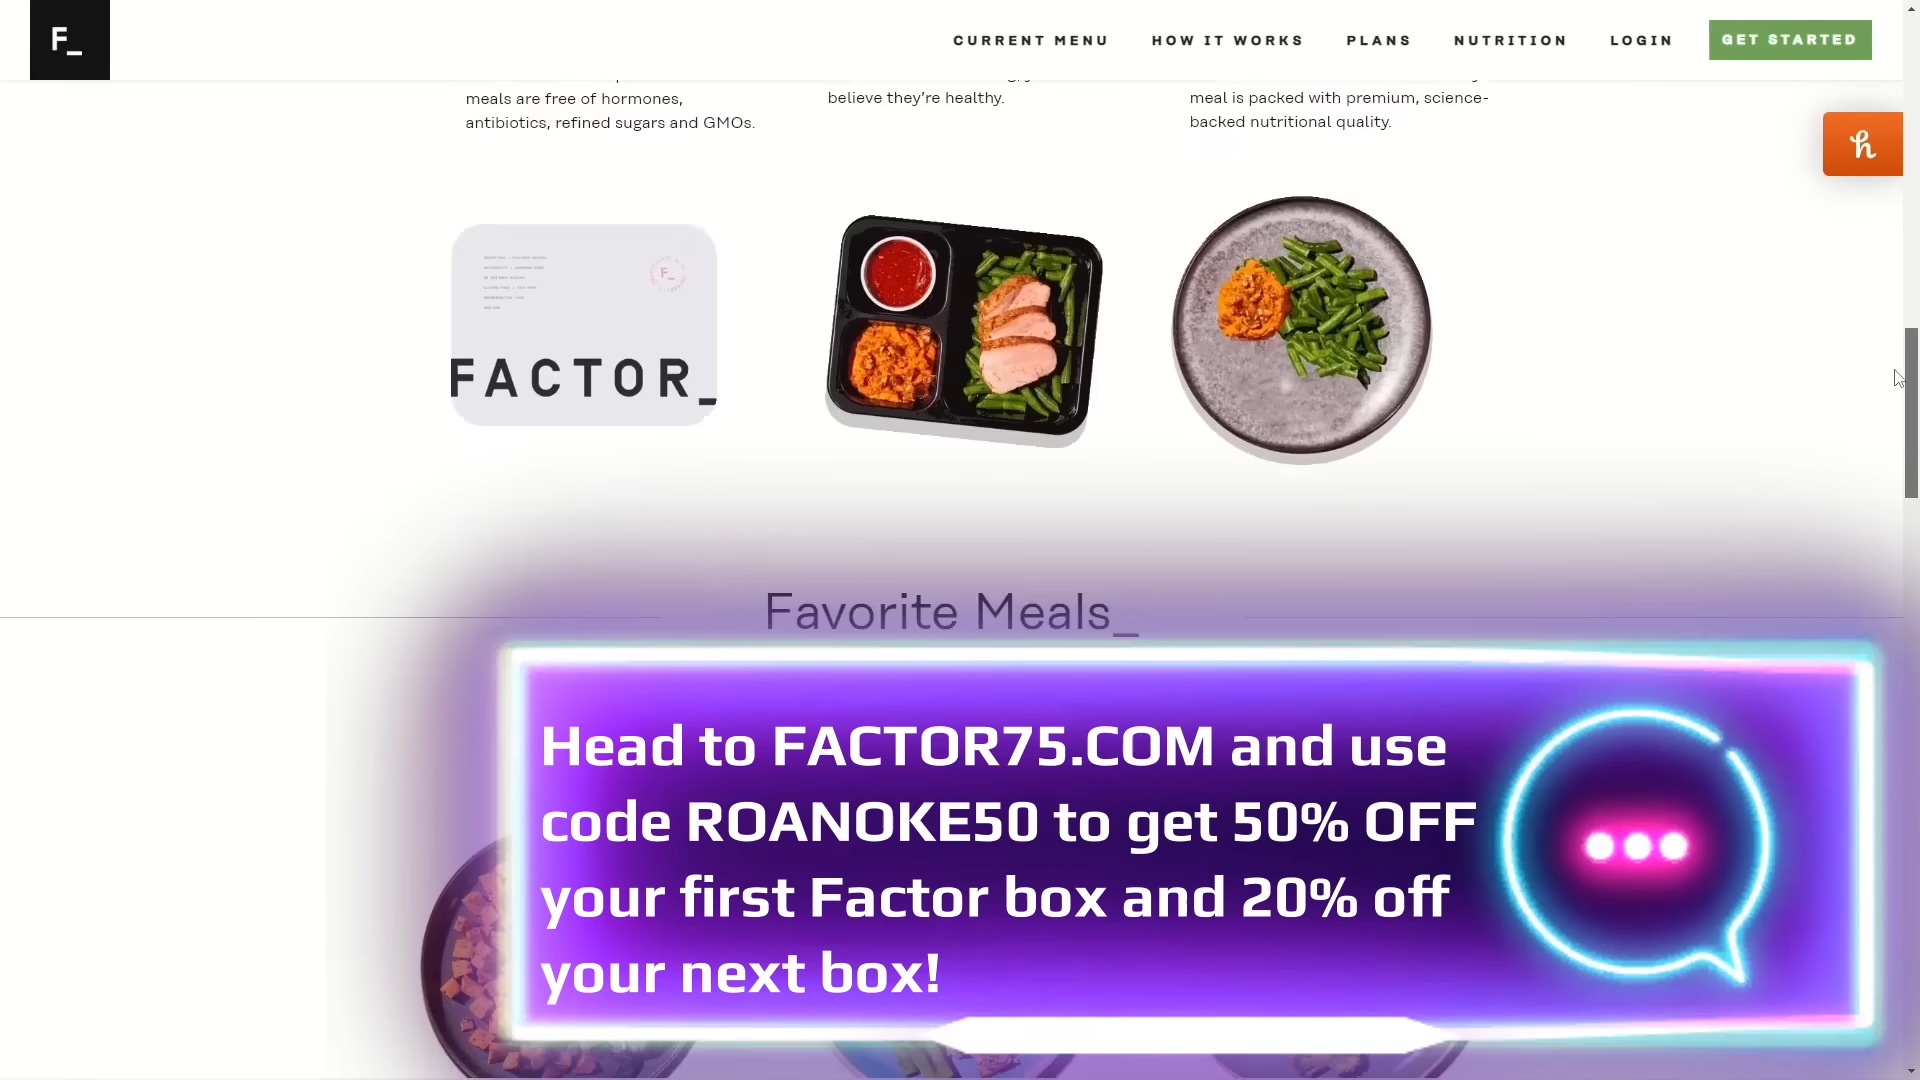 F_
CURRENT MENU HOW IT WORKS PLANS NUTRITION LOGIN GET STARTED
meals are free of hormones,
antibiotics, refined sugars and GMOs.
believe they're healthy.
meal is packed with premium, science-
backed nutritional quality.
F_
FACTOR_
Favorite Meals_
Head to FACTOR75.COM and use
code ROANOKE50 to get 50% OFF
your first Factor box and 20% off
your next box!